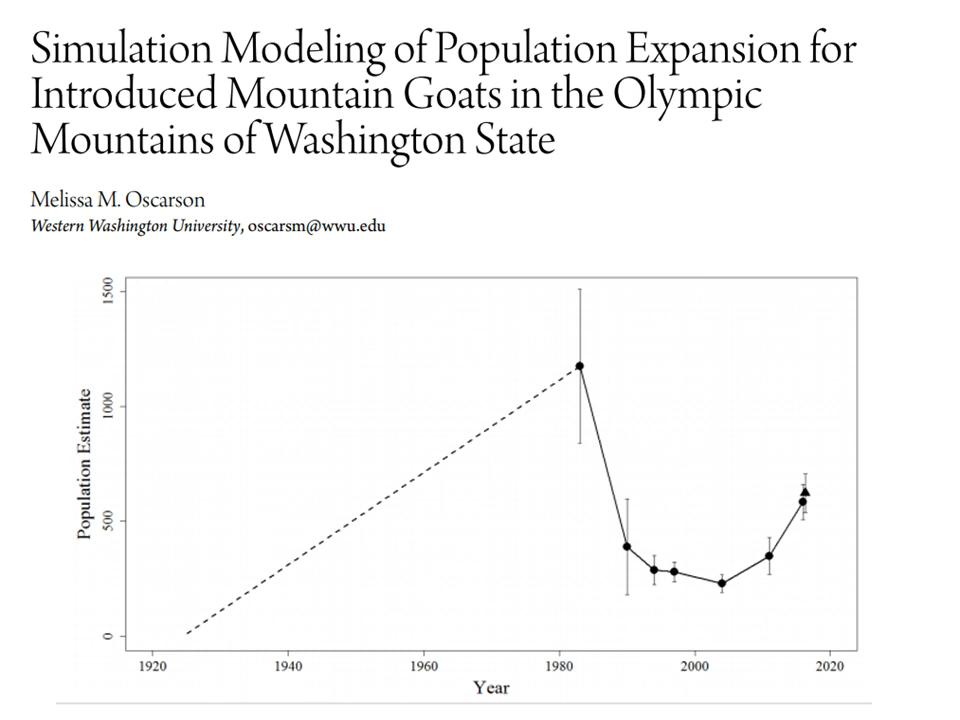 Simulation Modeling of Population Expansion for
Introduced Mountain Goats in the Olympic
Mountains of Washington State
Melissa M. Oscarson
Western Washington University, oscarsm@wwu.edu
1500
1000
500
0
Population Estimate
1920 1940 1960 1980 2000 2020
Year